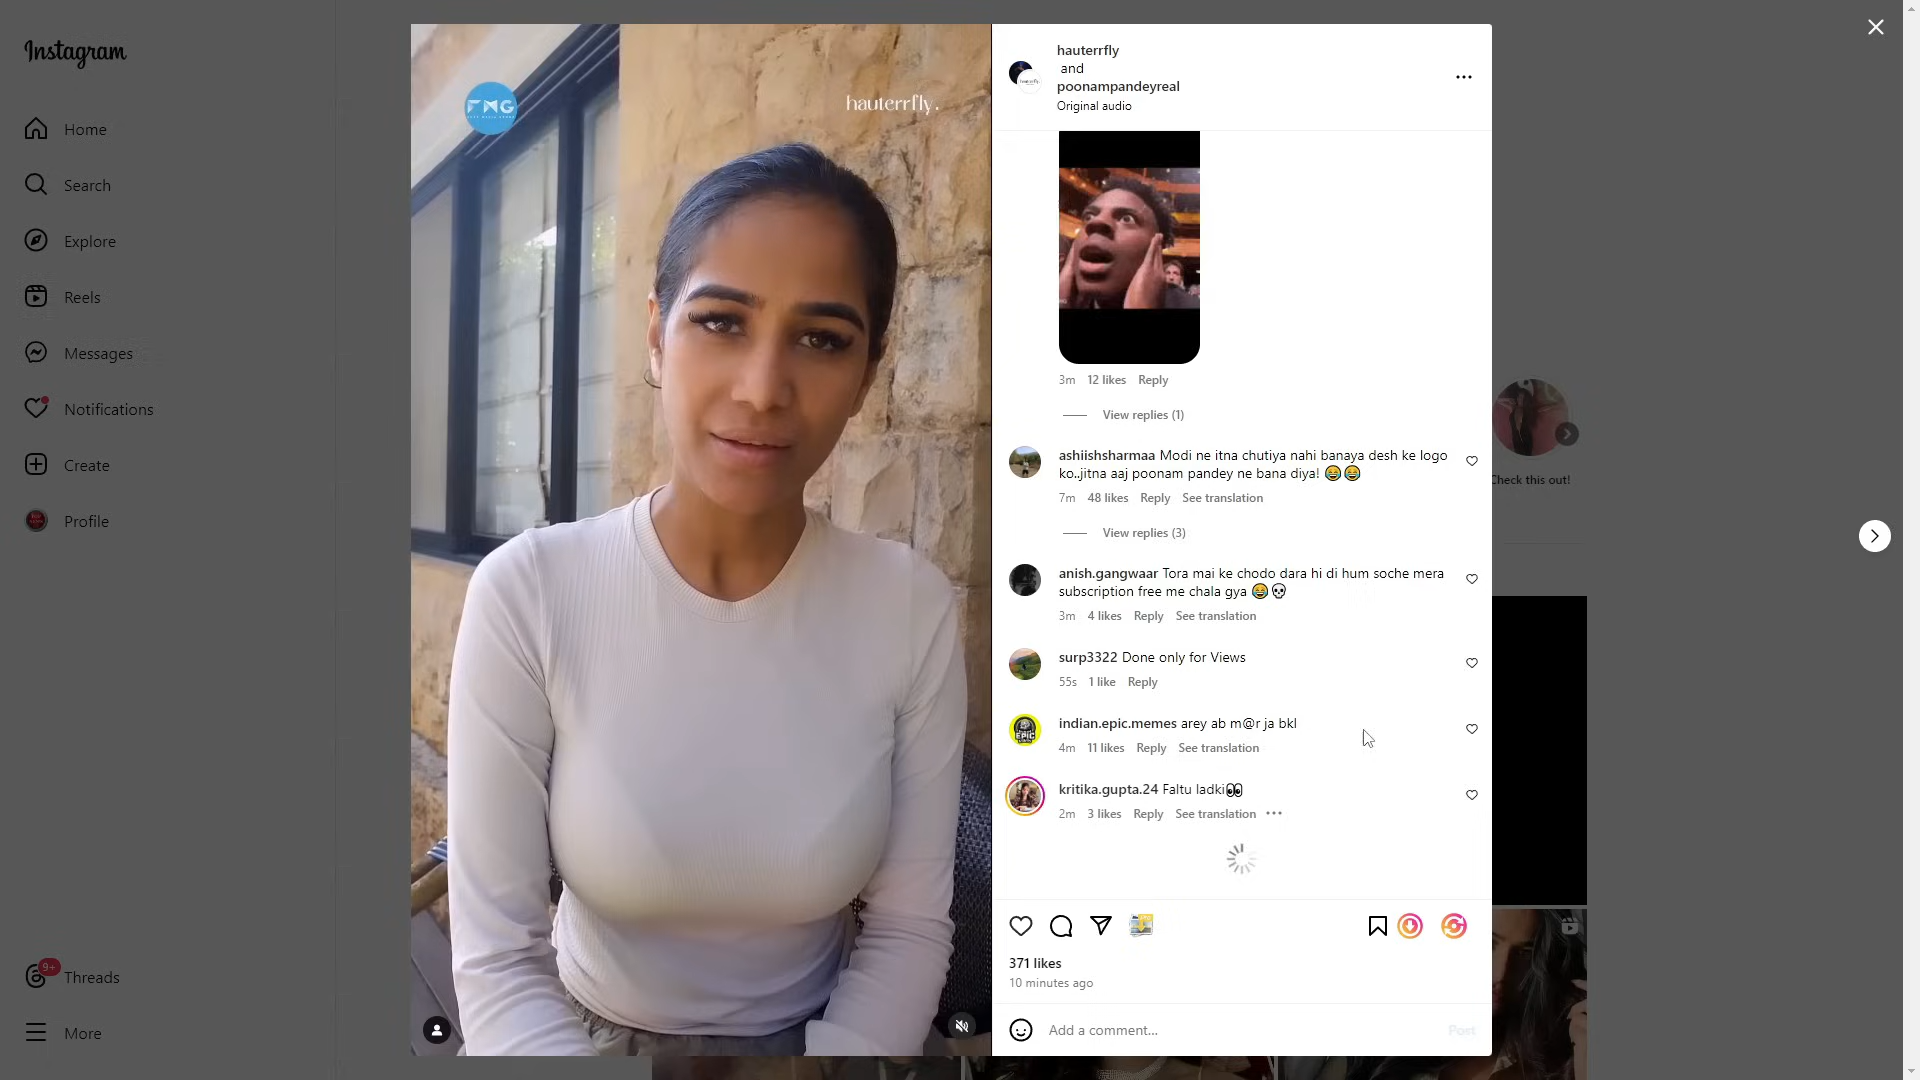 Instagram
Home
Search
Explore
Reels
Messages
Notifications
Create
Profile
9+
Threads
More
FMG
hauterrfly.
hauterrfly
and
poonampandeyreal
Original audio
3m 12 likes Reply
View replies (1)
ashiishsharmaa Modi ne itna chutiya nahi banaya desh ke logo
ko..jitna aaj poonam pandey ne bana diya! 😂😂
7m 48 likes Reply See translation
View replies (3)
anish.gangwaar Tora mai ke chodo dara hi di hum soche mera
subscription free me chala gya 😂💀
3m 4 likes Reply See translation
surp3322 Done only for Views
55s 1 like Reply
indian.epic.memes arey ab m@r ja bkl
4m 11 likes Reply See translation
kritika.gupta.24 Faltu ladki👀
2m 3 likes Reply See translation
371 likes
10 minutes ago
Add a comment...
Post
Check this out!